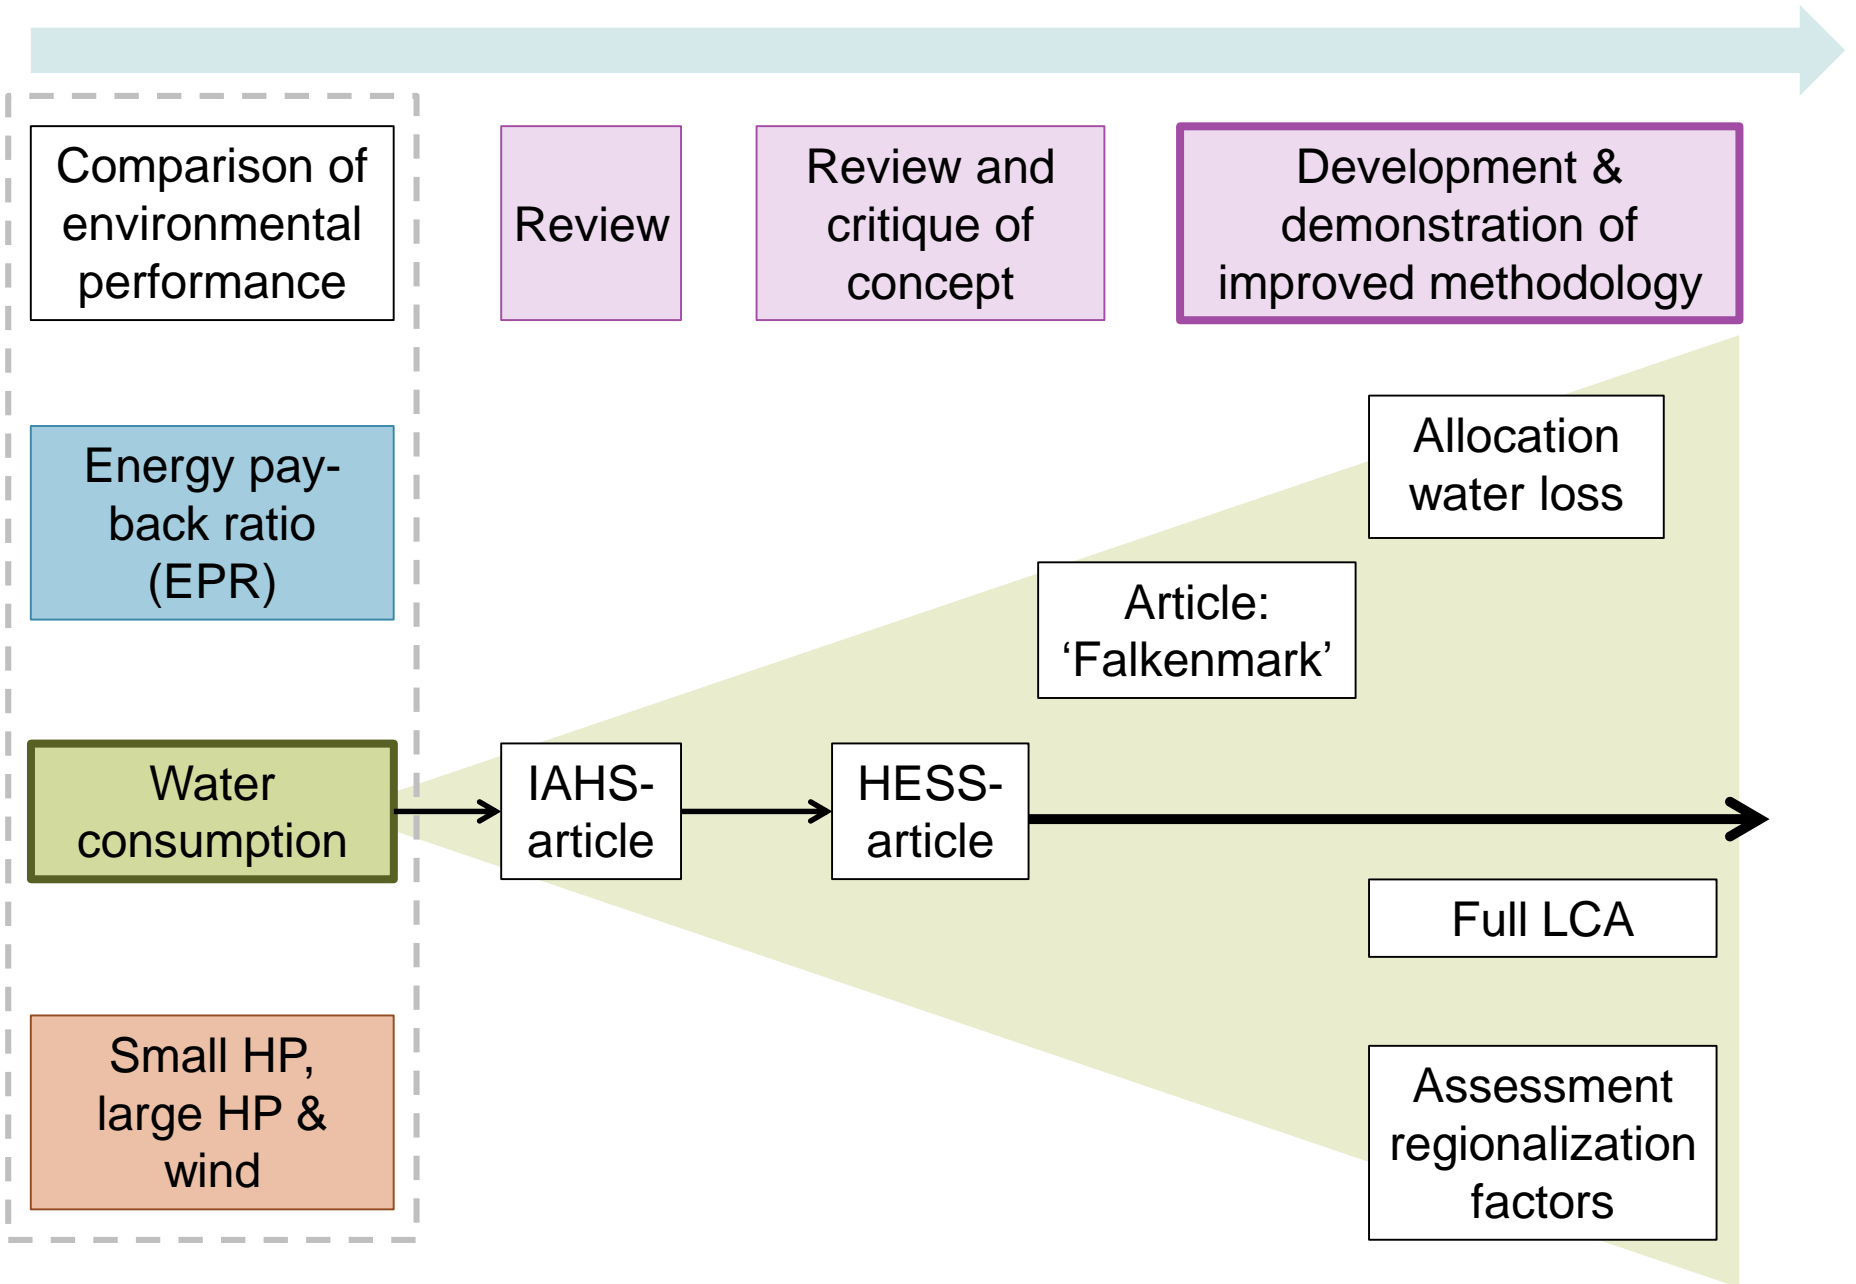 Comparison of
environmental
performance
Review
Review and
critique of
concept
Development &
demonstration of
improved methodology
Energy pay-
back ratio
(EPR)
Allocation
water loss
Article:
‘Falkenmark’
Water
consumption
IAHS-
article
HESS-
article
Full LCA
Small HP,
large HP &
wind
Assessment
regionalization
factors